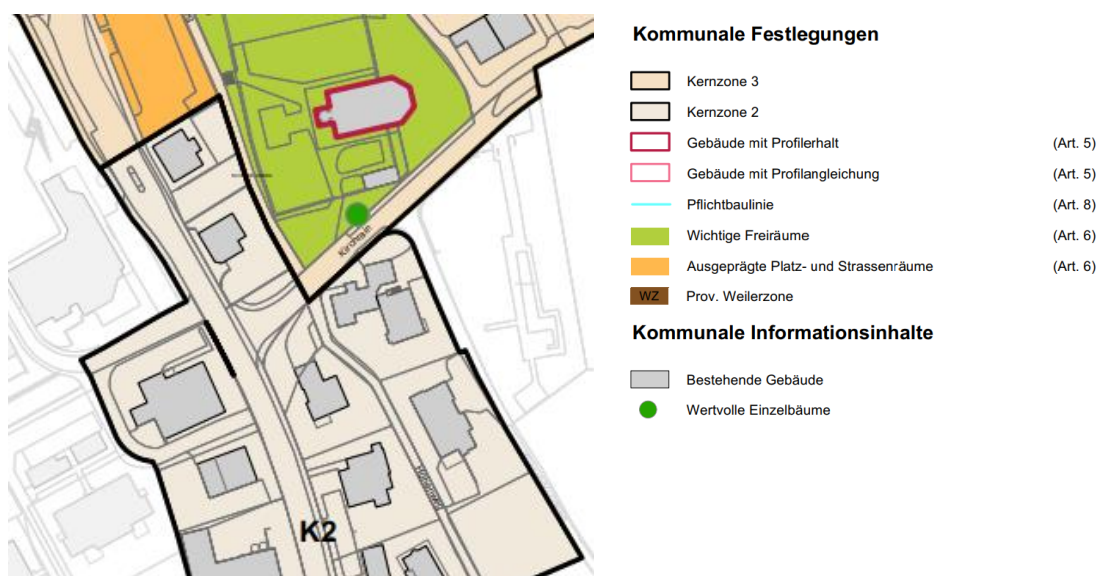 Kommunale Festlegungen
Kernzone 3
Kernzone 2
Gebäude mit Profilerhalt (Art. 5)
Gebäude mit Profilangleichung (Art. 5)
Pflichtbaulinie (Art. 8)
Wichtige Freiräume (Art. 6)
Ausgeprägte Platz- und Strassenräume (Art. 6)
WZ Prov. Weilerzone
Kommunale Informationsinhalte
Bestehende Gebäude
Wertvolle Einzelbäume
Kirchrain
K2